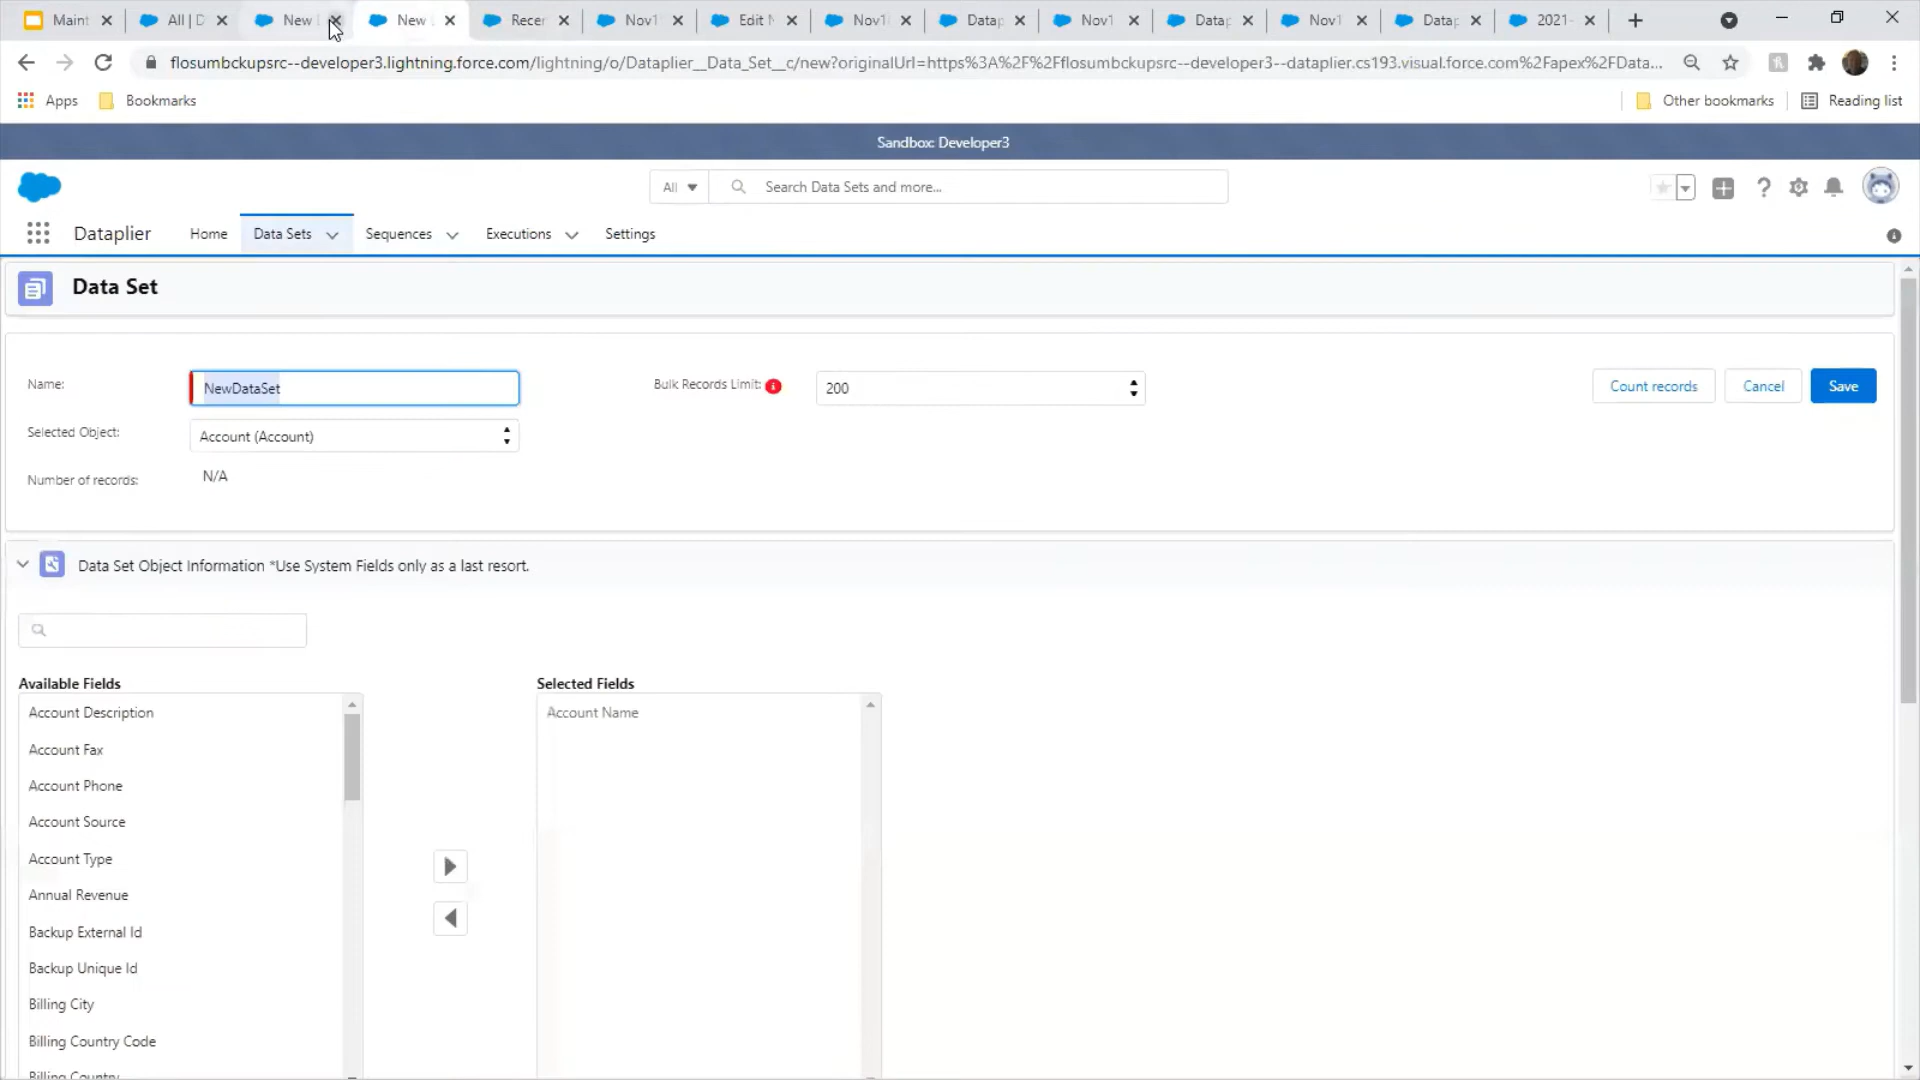 Maint
All | D
New
New
Recer
Nov1
Edit N
Nov1
Datap
Nov1
Datap
Nov1
Datap
2021-
flosumbckupsrc--developer3.lightning.force.com/lightning/o/Dataplier__Data_Set__c/new?originalUrl=https%3A%2F%2Fflosumbckupsrc--developer3--dataplier.cs193.visual.force.com%2Fapex%2FData...
Apps
Bookmarks
Other bookmarks
Reading list
Sandbox: Developer3
All
Search Data Sets and more...
Dataplier
Home
Data Sets
Sequences
Executions
Settings
Data Set
Name:
NewDataSet
Bulk Records Limit:
200
Count records
Cancel
Save
Selected Object:
Account (Account)
Number of records:
N/A
Data Set Object Information *Use System Fields only as a last resort.
Available Fields
Selected Fields
Account Description
Account Name
Account Fax
Account Phone
Account Source
Account Type
Annual Revenue
Backup External Id
Backup Unique Id
Billing City
Billing Country Code
Billing Country